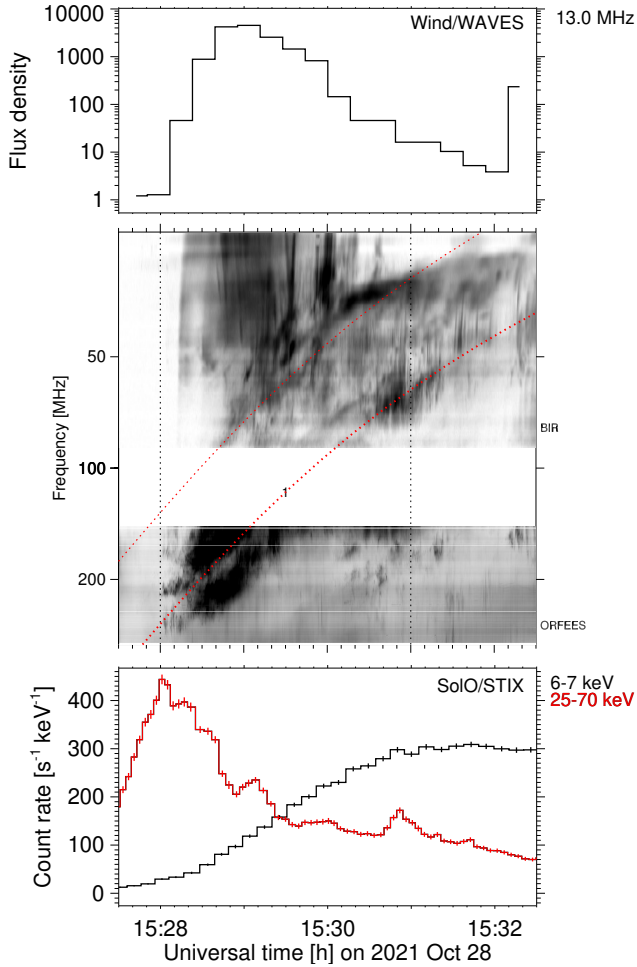 Wind/WAVES
13.0 MHz
10000
1000
100
10
1
Flux density
50
100
200
Frequency [MHz]
BIR
1
ORFEES
SolO/STIX
6-7 keV
25-70 keV
400
300
200
100
0
Count rate [s⁻¹ keV⁻¹]
15:28
15:30
15:32
Universal time [h] on 2021 Oct 28